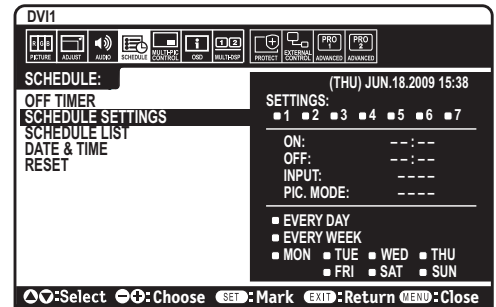 DVI1
RGB
PICTURE ADJUST AUDIO SCHEDULE MULTI-PIC CONTROL OSD MULTI-DSP PROTECT EXTERNAL CONTROL PRO 1 ADVANCED PRO 2 ADVANCED
SCHEDULE:
OFF TIMER
SCHEDULE SETTINGS
SCHEDULE LIST
DATE & TIME
RESET
(THU) JUN.18.2009 15:38
SETTINGS:
1 2 3 4 5 6 7
ON: --:--
OFF: --:--
INPUT: ----
PIC. MODE: ----
EVERY DAY
EVERY WEEK
MON TUE WED THU
FRI SAT SUN
:Select :Choose SET:Mark EXIT:Return MENU:Close